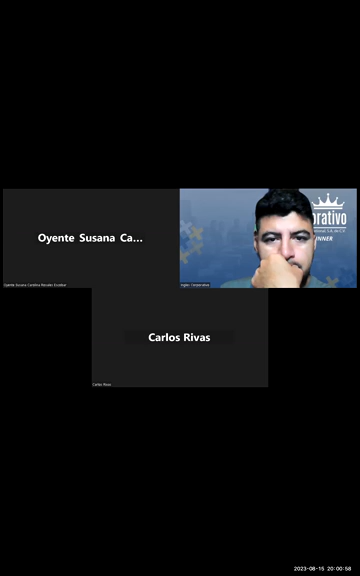 Oyente Susana Ca...
orativo
INNER
Oyente Susana Carolina Rosales Escobar
Inglés Corporativo
Carlos Rivas
Carlos Rivas
2023-08-15 20:00:58